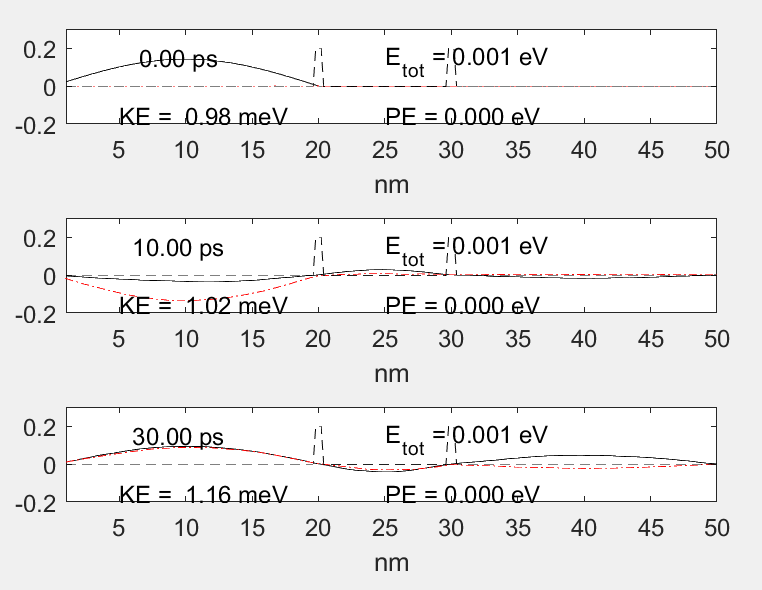 0.2
0.00 ps
E_tot = 0.001 eV
0
KE = 0.98 meV
PE = 0.000 eV
-0.2
5 10 15 20 25 30 35 40 45 50
nm
0.2
10.00 ps
E_tot = 0.001 eV
0
KE = 1.02 meV
PE = 0.000 eV
-0.2
5 10 15 20 25 30 35 40 45 50
nm
0.2
30.00 ps
E_tot = 0.001 eV
0
KE = 1.16 meV
PE = 0.000 eV
-0.2
5 10 15 20 25 30 35 40 45 50
nm